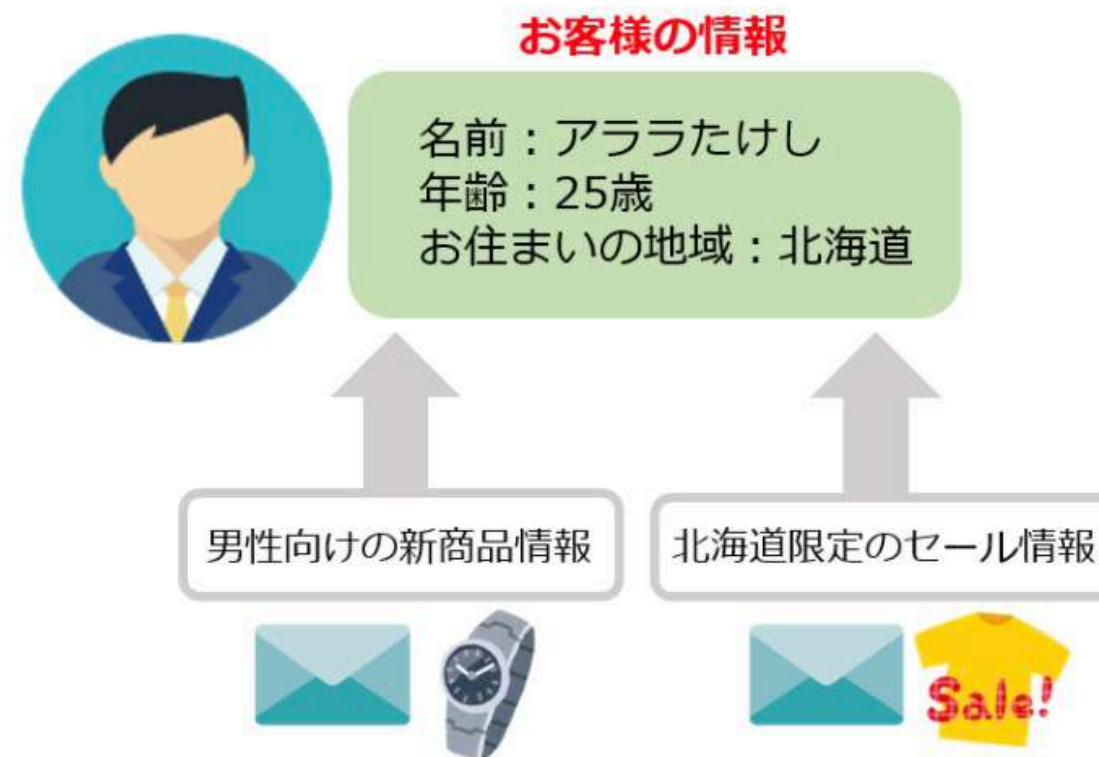 お客様の情報
名前：アララたけし
年齢：25歳
お住まいの地域：北海道
男性向けの新商品情報
北海道限定のセール情報
Sale!